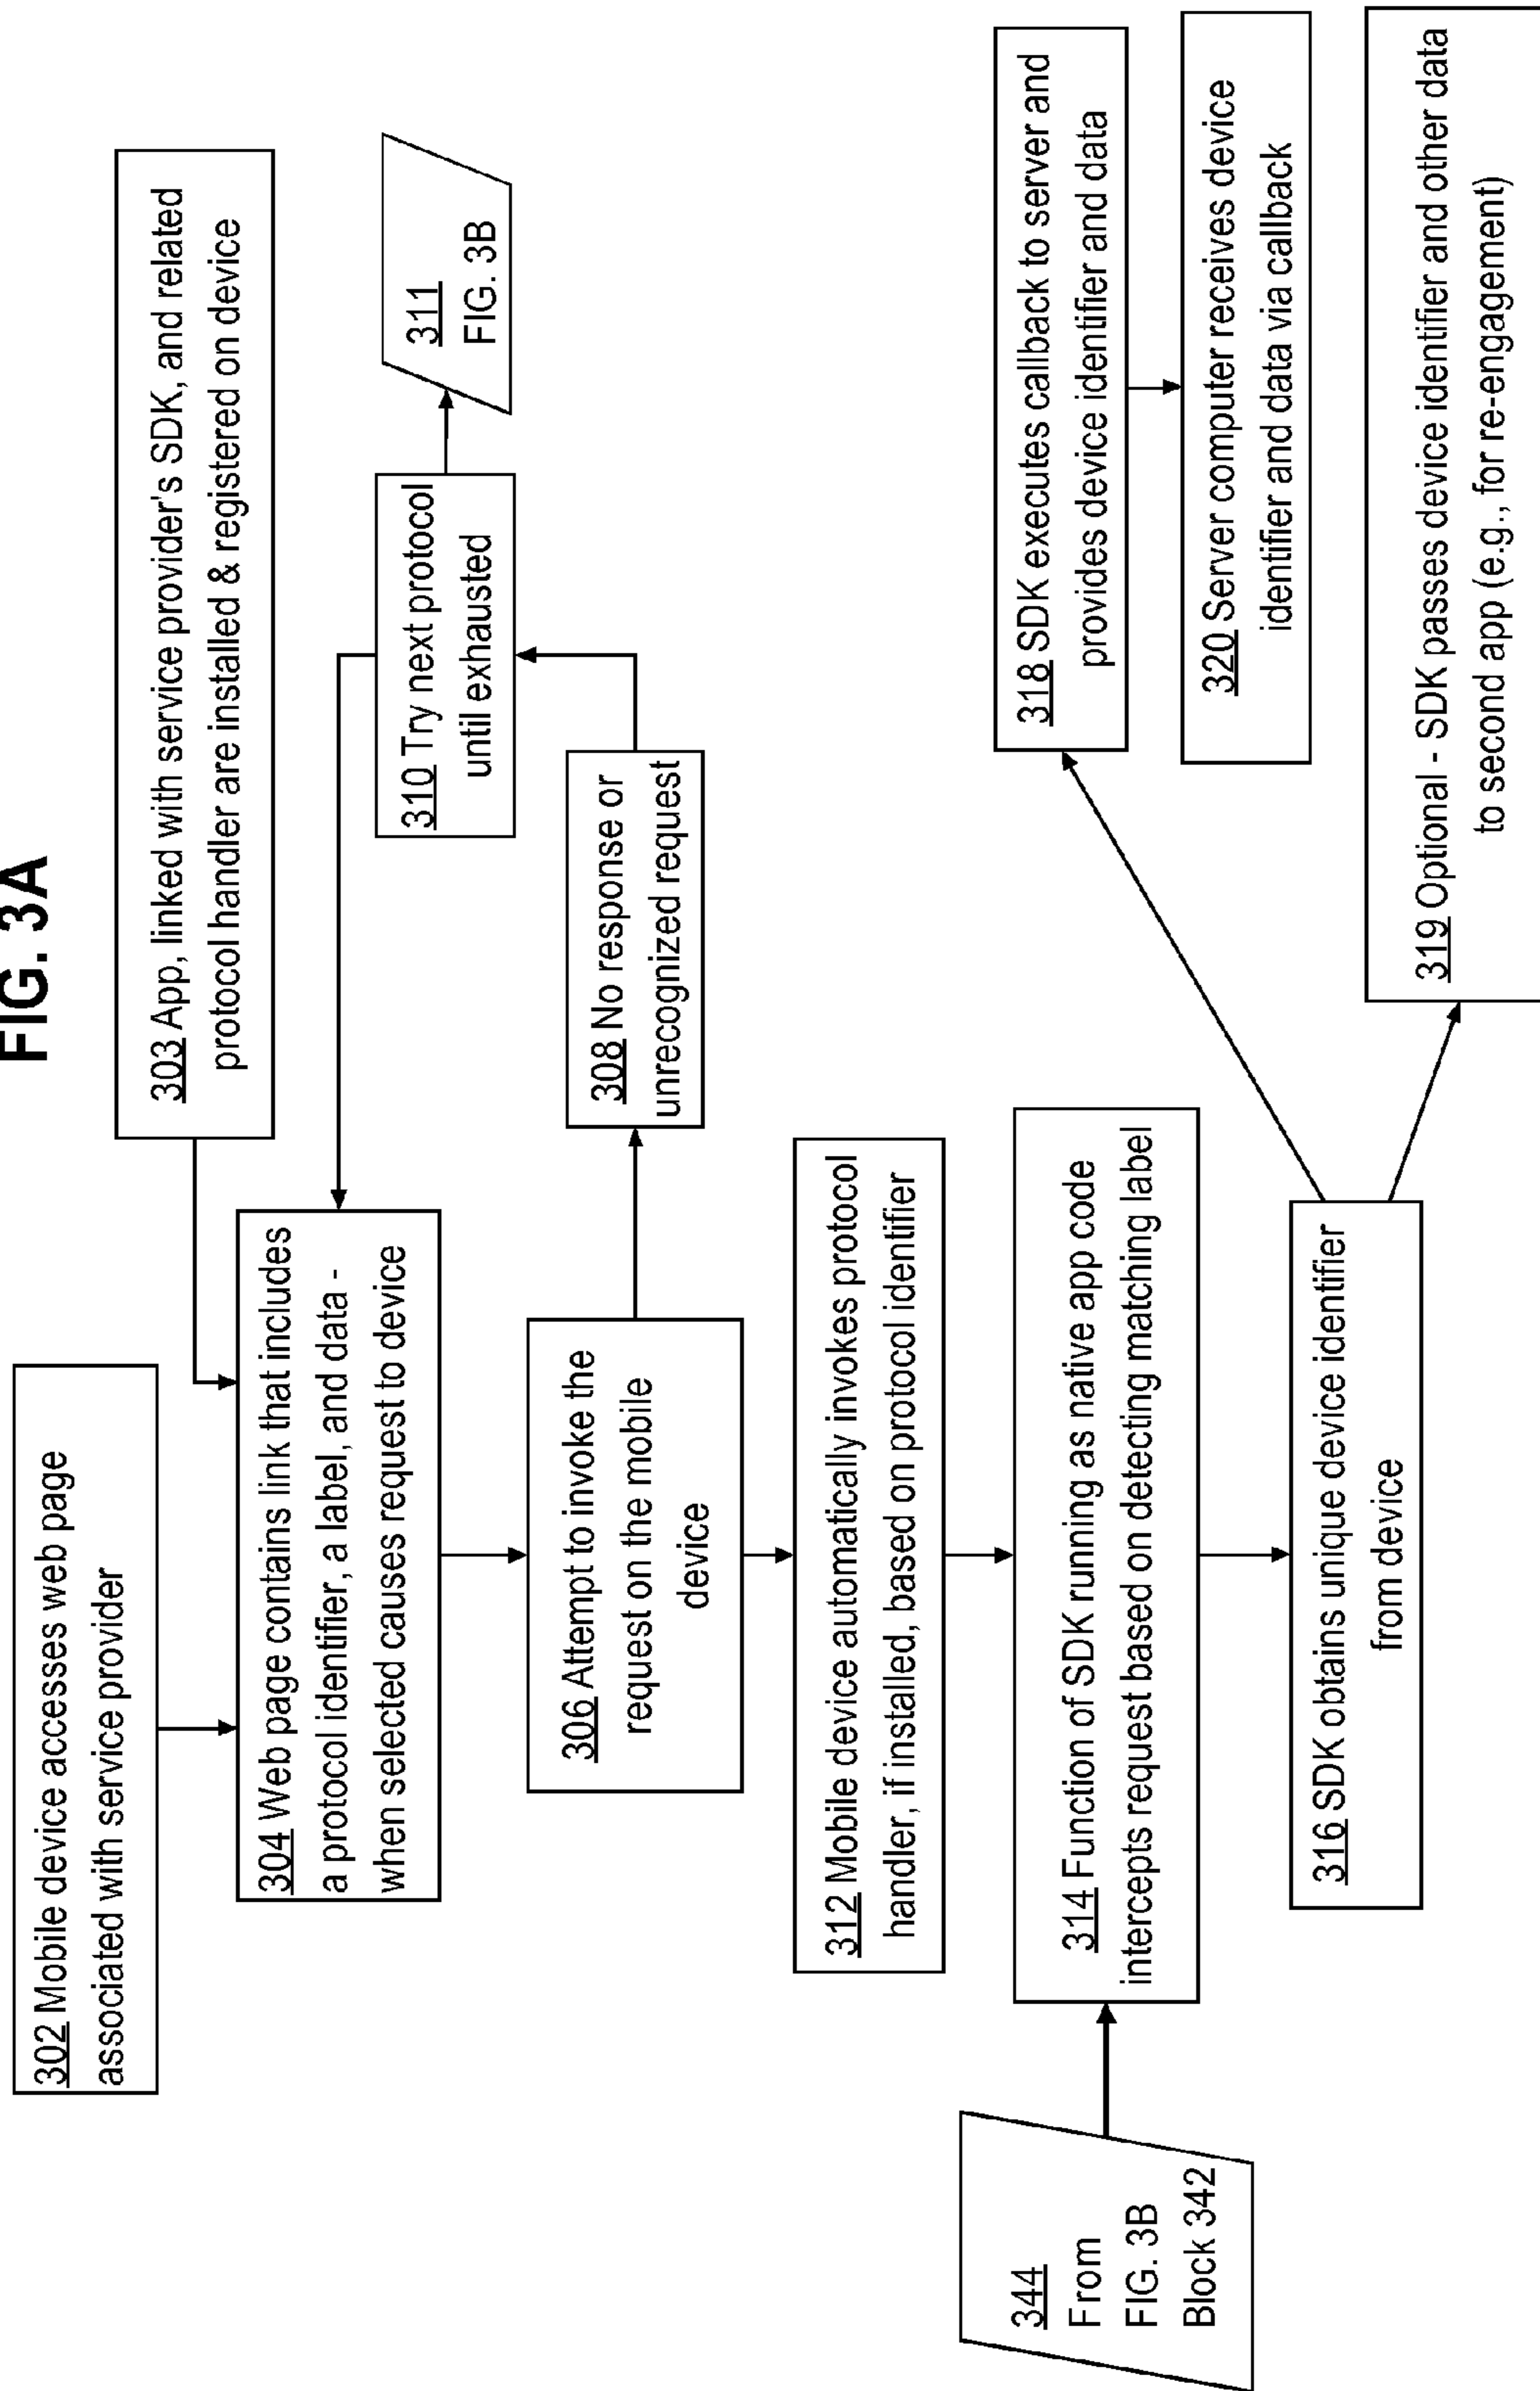 FIG. 3A
302 Mobile device accesses web page
associated with service provider
303 App, linked with service provider's SDK, and related
protocol handler are installed & registered on device
304 Web page contains link that includes
a protocol identifier, a label, and data -
when selected causes request to device
306 Attempt to invoke the
request on the mobile
device
308 No response or
unrecognized request
310 Try next protocol
until exhausted
311
FIG. 3B
312 Mobile device automatically invokes protocol
handler, if installed, based on protocol identifier
344
From
FIG. 3B
Block 342
314 Function of SDK running as native app code
intercepts request based on detecting matching label
316 SDK obtains unique device identifier
from device
318 SDK executes callback to server and
provides device identifier and data
320 Server computer receives device
identifier and data via callback
319 Optional - SDK passes device identifier and other data
to second app (e.g., for re-engagement)